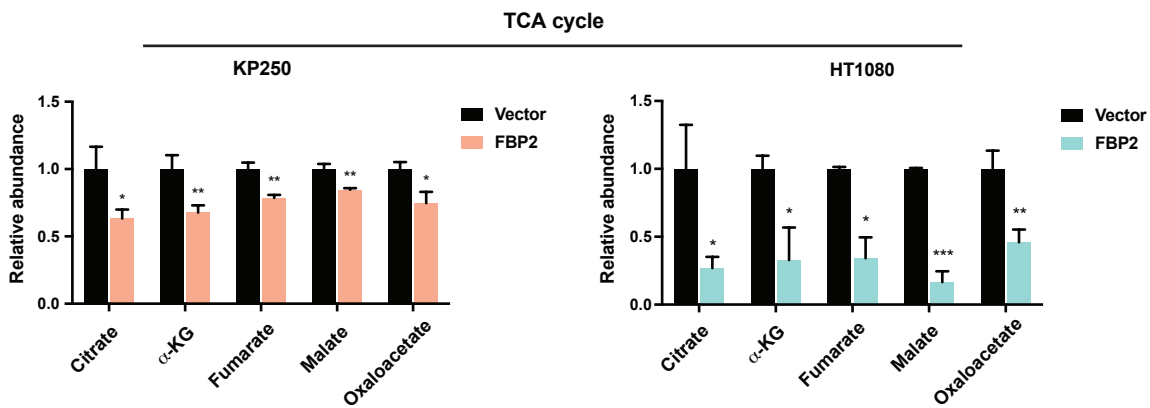 TCA cycle
KP250
Relative abundance
1.5
1.0
0.5
0.0
*
**
**
**
*
Citrate
α-KG
Fumarate
Malate
Oxaloacetate
Vector
FBP2
HT1080
Relative abundance
1.5
1.0
0.5
0.0
*
*
*
***
**
Citrate
α-KG
Fumarate
Malate
Oxaloacetate
Vector
FBP2